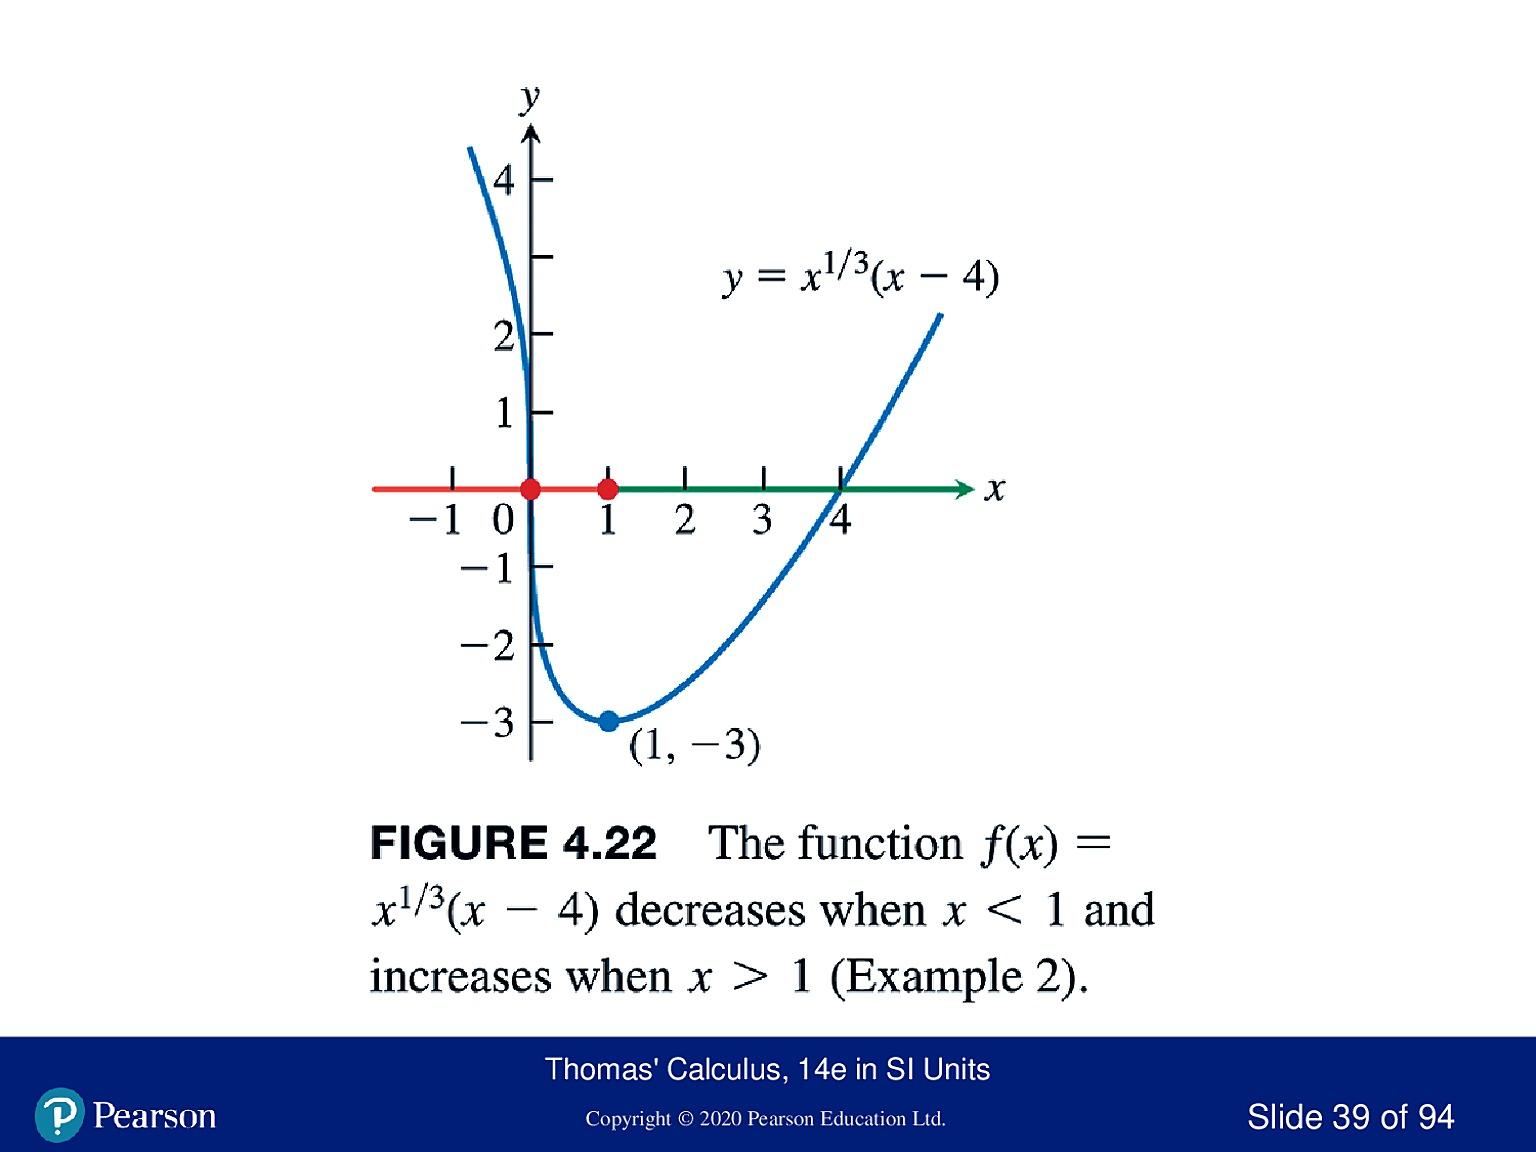 y
4
y = x^{1/3}(x − 4)
2
1
x
−1 0 1 2 3 4
−1
−2
−3
(1, −3)
FIGURE 4.22 The function f(x) =
x^{1/3}(x − 4) decreases when x < 1 and
increases when x > 1 (Example 2).
Thomas' Calculus, 14e in SI Units
Pearson
Copyright © 2020 Pearson Education Ltd.
Slide 39 of 94